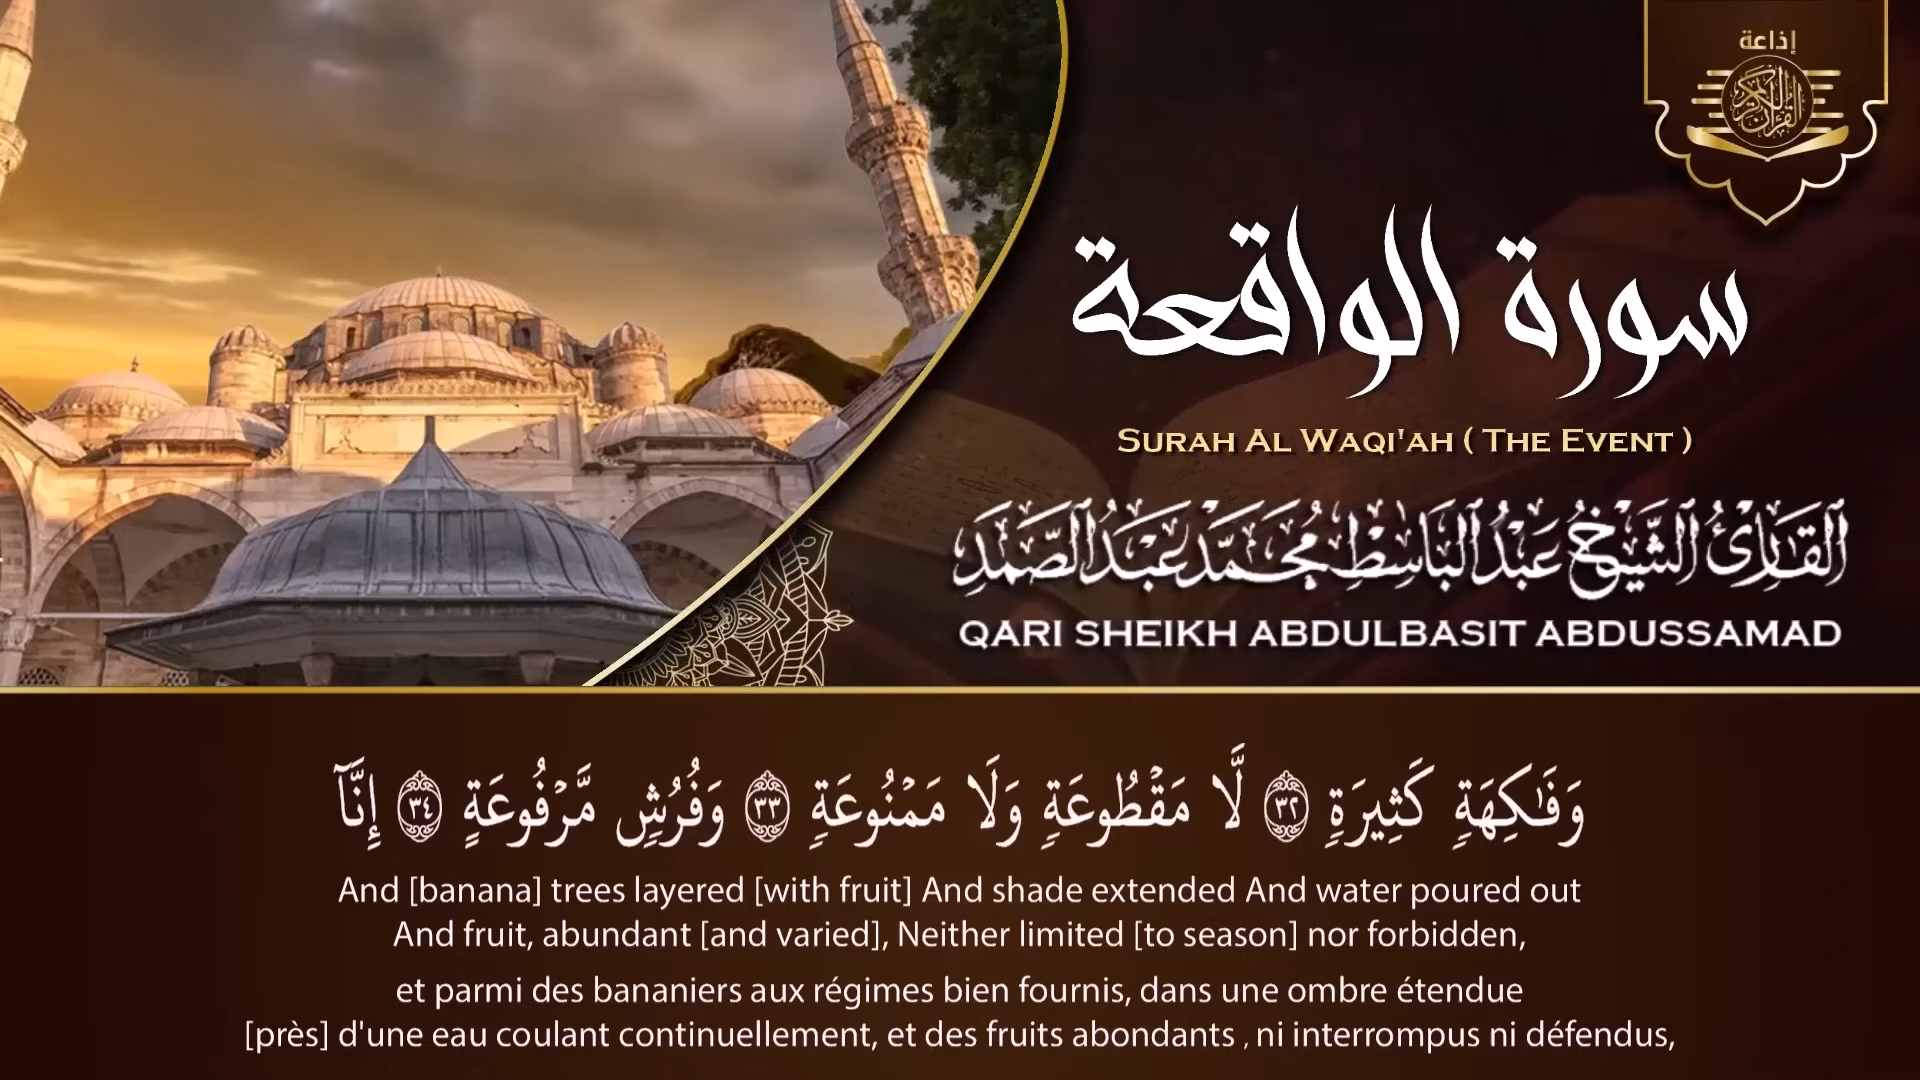 إذاعة
القرآن الكريم
سورة الواقعة
SURAH AL WAQI'AH ( THE EVENT )
القارئ الشيخ عبد الباسط محمد عبد الصمد
QARI SHEIKH ABDULBASIT ABDUSSAMAD
وَفَٰكِهَةٖ كَثِيرَةٖ ٣٢ لَّا مَقۡطُوعَةٖ وَلَا مَمۡنُوعَةٖ ٣٣ وَفُرُشٖ مَّرۡفُوعَةٍ ٣٤ إِنَّآ
And [banana] trees layered [with fruit] And shade extended And water poured out
And fruit, abundant [and varied], Neither limited [to season] nor forbidden,
et parmi des bananiers aux régimes bien fournis, dans une ombre étendue
[près] d'une eau coulant continuellement, et des fruits abondants , ni interrompus ni défendus,